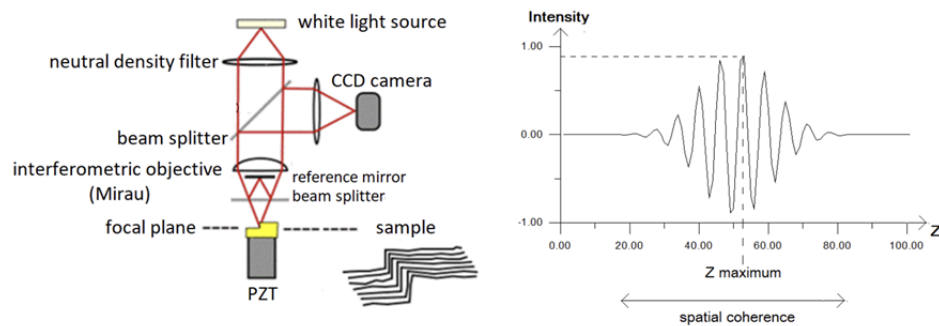 white light source
neutral density filter
CCD camera
beam splitter
interferometric objective
(Mirau)
reference mirror
beam splitter
focal plane
sample
PZT
Intensity
1.00
0.00
-1.00
0.00
20.00
40.00
60.00
80.00
100.00
Z
Z maximum
spatial coherence